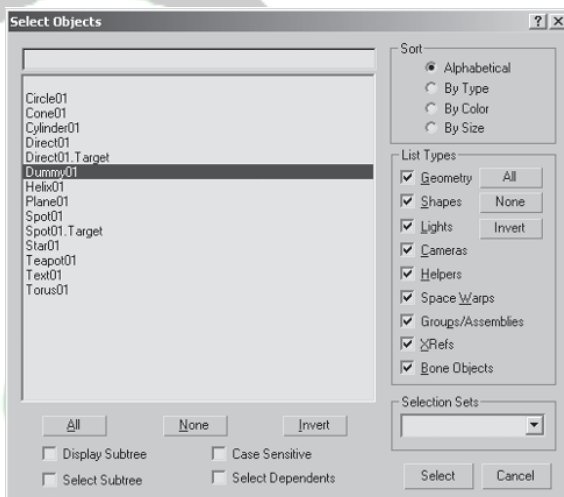 Select Objects
Circle01
Cone01
Cylinder01
Direct01
Direct01.Target
Dummy01
Helix01
Plane01
Spot01
Spot01.Target
Star01
Teapot01
Text01
Torus01
All None Invert
Display Subtree Case Sensitive
Select Subtree Select Dependents
Sort
Alphabetical
By Type
By Color
By Size
List Types
Geometry All
Shapes None
Lights Invert
Cameras
Helpers
Space Warps
Groups/Assemblies
XRefs
Bone Objects
Selection Sets
Select Cancel